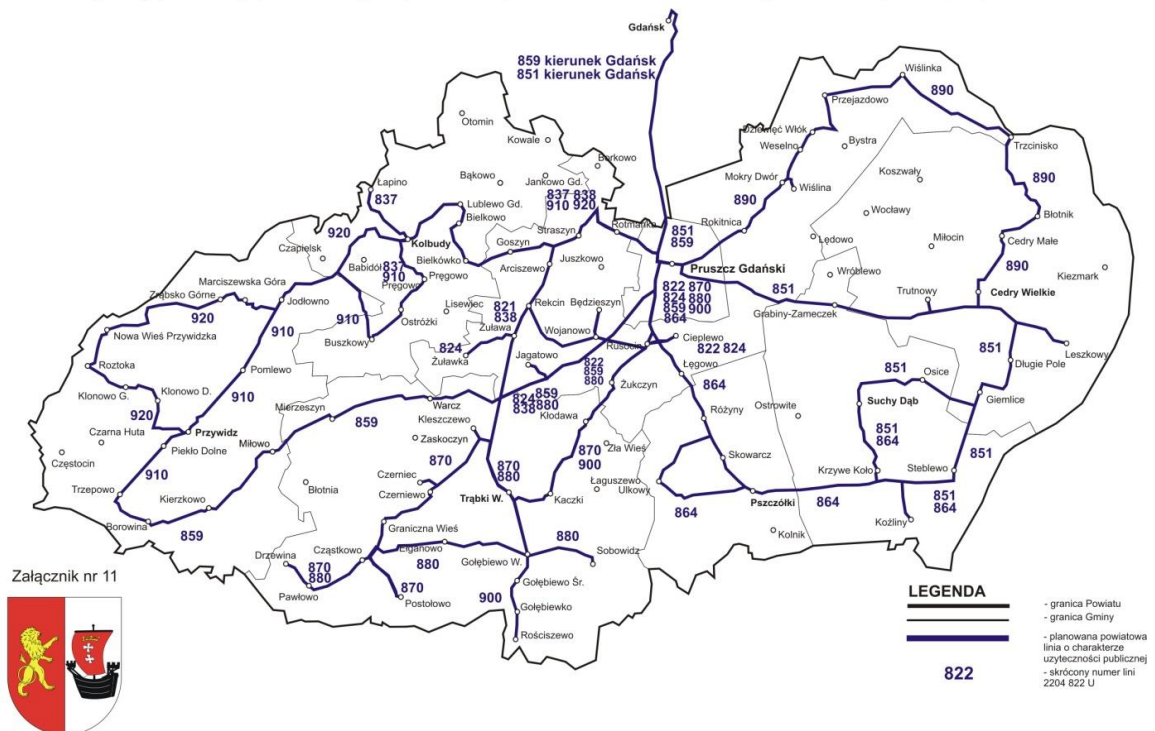 Gdańsk
859 kierunek Gdańsk
851 kierunek Gdańsk
Wiślinka
890
Przejazdowo
Otomin
Kowale
Dziewięć Włók
Bystra
Weselno
Trzcinisko
Borkowo
Bąkowo
Jankowo Gd.
Łapino
837
837 838
910 920
Mokry Dwór
Wiślina
Koszwały
890
890
Lublewo Gd.
Bielkowo
Straszyn
Rotmanka
851
859
Rokitnica
Wocławy
Błotnik
920
Kolbudy
Goszyn
Lędowo
Miłocin
Cedry Małe
Czapielsk
Babidół
837
910
Bielkówko
Arciszewo
Juszkowo
Pruszcz Gdański
Wróblewo
890
Kiezmark
Marciszewska Góra
Pręgowo
Pręgowo
822 870
824 880
859 900
864
851
Trutnowy
Cedry Wielkie
Zrąbsko Górne
Jodłowno
Lisewiec
821
838
Rekcin
Będzieszyn
Grabiny-Zameczek
920
910
910
Ostróżki
Żuława
Wojanowo
Nowa Wieś Przywidzka
Buszkowy
824
Żuławka
Jagatowo
Rusocin
Cieplewo
822 824
851
Leszkowy
Roztoka
Pomlewo
822
859
880
Łęgowo
851
Osice
Długie Pole
Klonowo G.
Klonowo D.
910
Mierzeszyn
Warcz
824 859
838 880
Żukczyn
864
Suchy Dąb
Giemlice
920
859
Kleszczewo
Kłodawa
Różyny
Ostrowite
Czarna Huta
Przywidz
Miłowo
Zaskoczyn
870
900
Zła Wieś
851
864
Częstocin
Piekło Dolne
870
870
880
Skowarcz
851
910
Czerniec
Łaguszewo
Krzywe Koło
Steblewo
Trzepowo
Kierzkowo
Błotnia
Czerniewo
Trąbki W.
Kaczki
Ulkowy
Pszczółki
864
851
864
Borowina
859
864
Koźliny
Graniczna Wieś
880
Kolnik
Drzewina
Cząstkowo
Ełganowo
880
Gołębiewo W.
Sobowidz
Załącznik nr 11
870
880
Pawłowo
870
Postołowo
900
Gołębiewo Śr.
Gołębiewko
Rościszewo
LEGENDA
- granica Powiatu
- granica Gminy
- planowana powiatowa
linia o charakterze
uzyteczności publicznej
822
- skrócony numer lini
2204 822 U